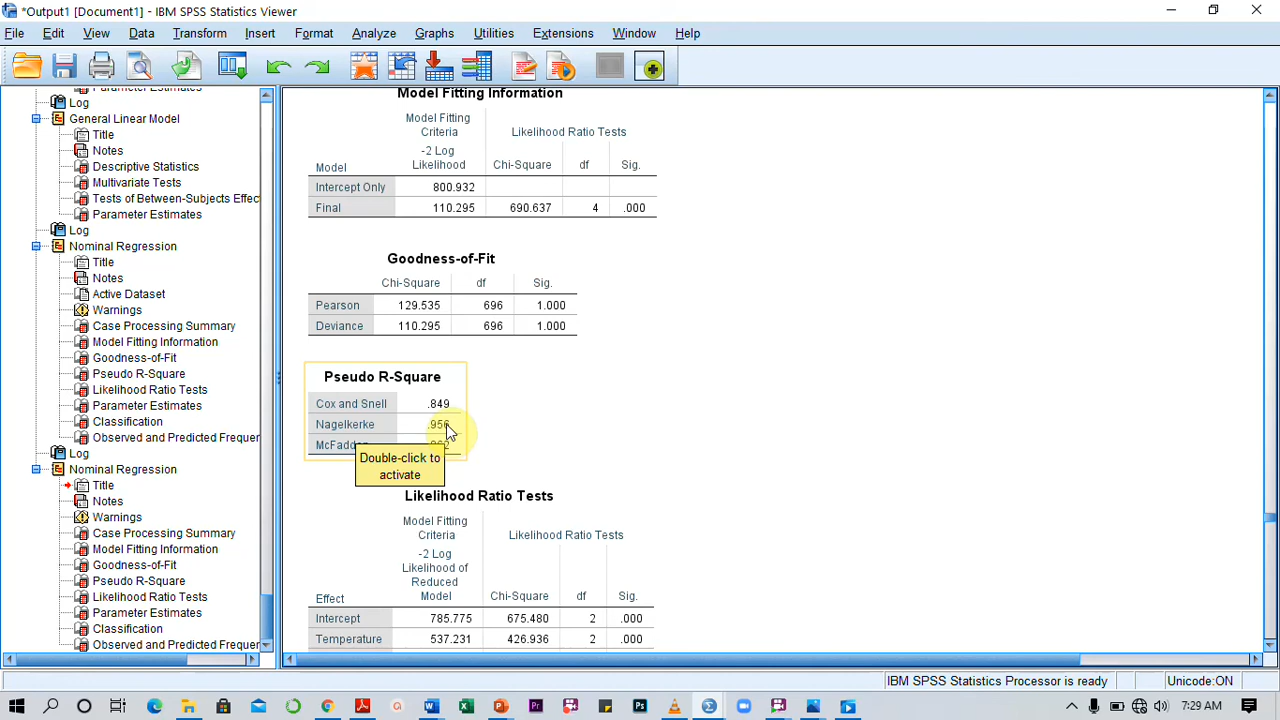 *Output1 [Document1] - IBM SPSS Statistics Viewer
File Edit View Data Transform Insert Format Analyze Graphs Utilities Extensions Window Help
Parameter Estimates
Log
General Linear Model
Title
Notes
Descriptive Statistics
Multivariate Tests
Tests of Between-Subjects Effec
Parameter Estimates
Log
Nominal Regression
Title
Notes
Active Dataset
Warnings
Case Processing Summary
Model Fitting Information
Goodness-of-Fit
Pseudo R-Square
Likelihood Ratio Tests
Parameter Estimates
Classification
Observed and Predicted Frequer
Log
Nominal Regression
Title
Notes
Warnings
Case Processing Summary
Model Fitting Information
Goodness-of-Fit
Pseudo R-Square
Likelihood Ratio Tests
Parameter Estimates
Classification
Observed and Predicted Frequer
Model Fitting Information
Model Fitting
Criteria
Likelihood Ratio Tests
-2 Log
Model Likelihood Chi-Square df Sig.
Intercept Only 800.932
Final 110.295 690.637 4 .000
Goodness-of-Fit
Chi-Square df Sig.
Pearson 129.535 696 1.000
Deviance 110.295 696 1.000
Pseudo R-Square
Cox and Snell .849
Nagelkerke .956
Double-click to
activate
Likelihood Ratio Tests
Model Fitting
Criteria
Likelihood Ratio Tests
-2 Log
Likelihood of
Reduced
Effect Model Chi-Square df Sig.
Intercept 785.775 675.480 2 .000
Temperature 537.231 426.936 2 .000
IBM SPSS Statistics Processor is ready Unicode:ON
7:29 AM